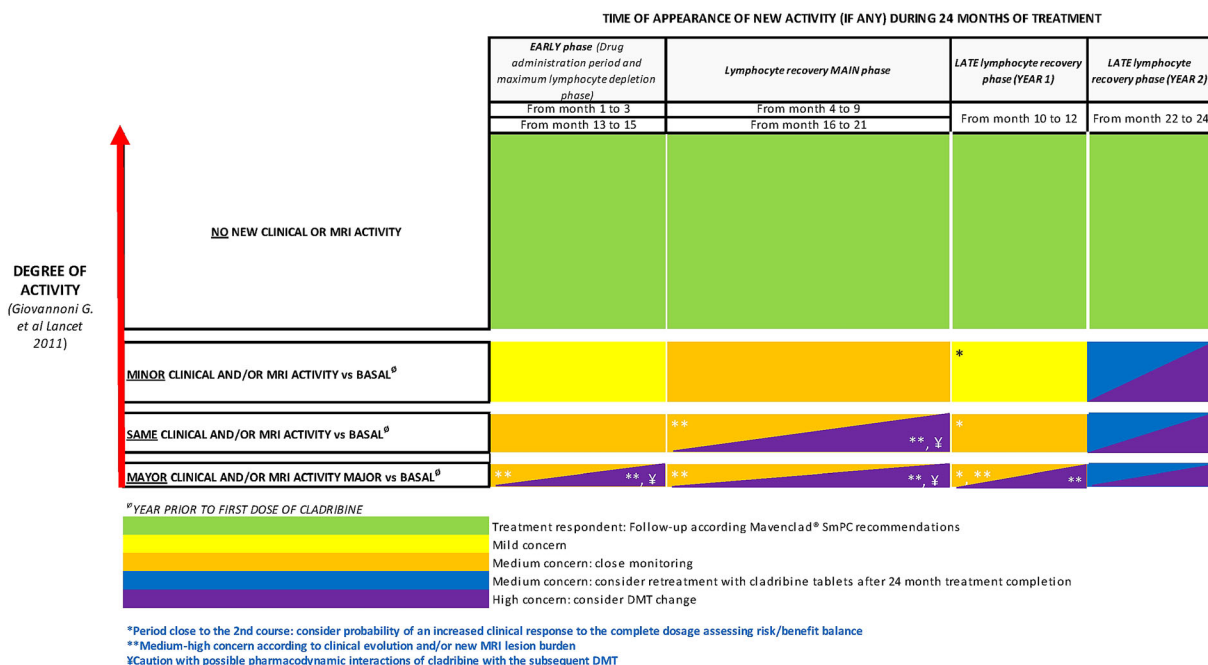 TIME OF APPEARANCE OF NEW ACTIVITY (IF ANY) DURING 24 MONTHS OF TREATMENT
EARLY phase (Drug
administration period and
maximum lymphocyte depletion
phase)
Lymphocyte recovery MAIN phase
LATE lymphocyte recovery
phase (YEAR 1)
LATE lymphocyte
recovery phase (YEAR 2)
From month 1 to 3
From month 4 to 9
From month 10 to 12
From month 22 to 24
From month 13 to 15
From month 16 to 21
DEGREE OF
ACTIVITY
(Giovannoni G.
et al Lancet
2011)
NO NEW CLINICAL OR MRI ACTIVITY
MINOR CLINICAL AND/OR MRI ACTIVITY vs BASALØ
*
SAME CLINICAL AND/OR MRI ACTIVITY vs BASALØ
**
**, ¥
*
MAYOR CLINICAL AND/OR MRI ACTIVITY MAJOR vs BASALØ
**
**, ¥
**
**, ¥
*, **
**
ØYEAR PRIOR TO FIRST DOSE OF CLADRIBINE
Treatment respondent: Follow-up according Mavenclad® SmPC recommendations
Mild concern
Medium concern: close monitoring
Medium concern: consider retreatment with cladribine tablets after 24 month treatment completion
High concern: consider DMT change
*Period close to the 2nd course: consider probability of an increased clinical response to the complete dosage assessing risk/benefit balance
**Medium-high concern according to clinical evolution and/or new MRI lesion burden
¥Caution with possible pharmacodynamic interactions of cladribine with the subsequent DMT